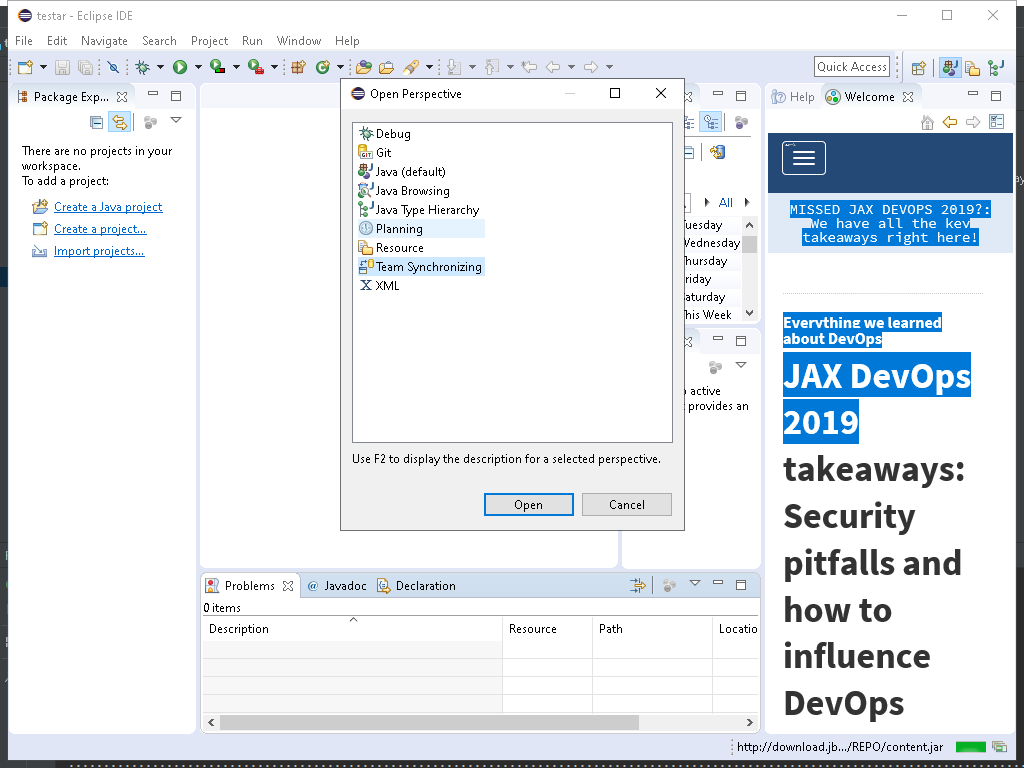 testar - Eclipse IDE
File Edit Navigate Search Project Run Window Help
Quick Access
Package Exp...
There are no projects in your
workspace.
To add a project:
Create a Java project
Create a project...
Import projects...
Open Perspective
Debug
Git
Java (default)
Java Browsing
Java Type Hierarchy
Planning
Resource
Team Synchronizing
XML
Use F2 to display the description for a selected perspective.
Open Cancel
All
uesday
Wednesday
Thursday
riday
aturday
his Week
active
provides an
Help Welcome
MISSED JAX DEVOPS 2019?:
We have all the key
takeaways right here!
Everything we learned
about DevOps
JAX DevOps
2019
takeaways:
Security
pitfalls and
how to
influence
DevOps
Problems Javadoc Declaration
0 items
Description Resource Path Locatio
http://download.jb.../REPO/content.jar